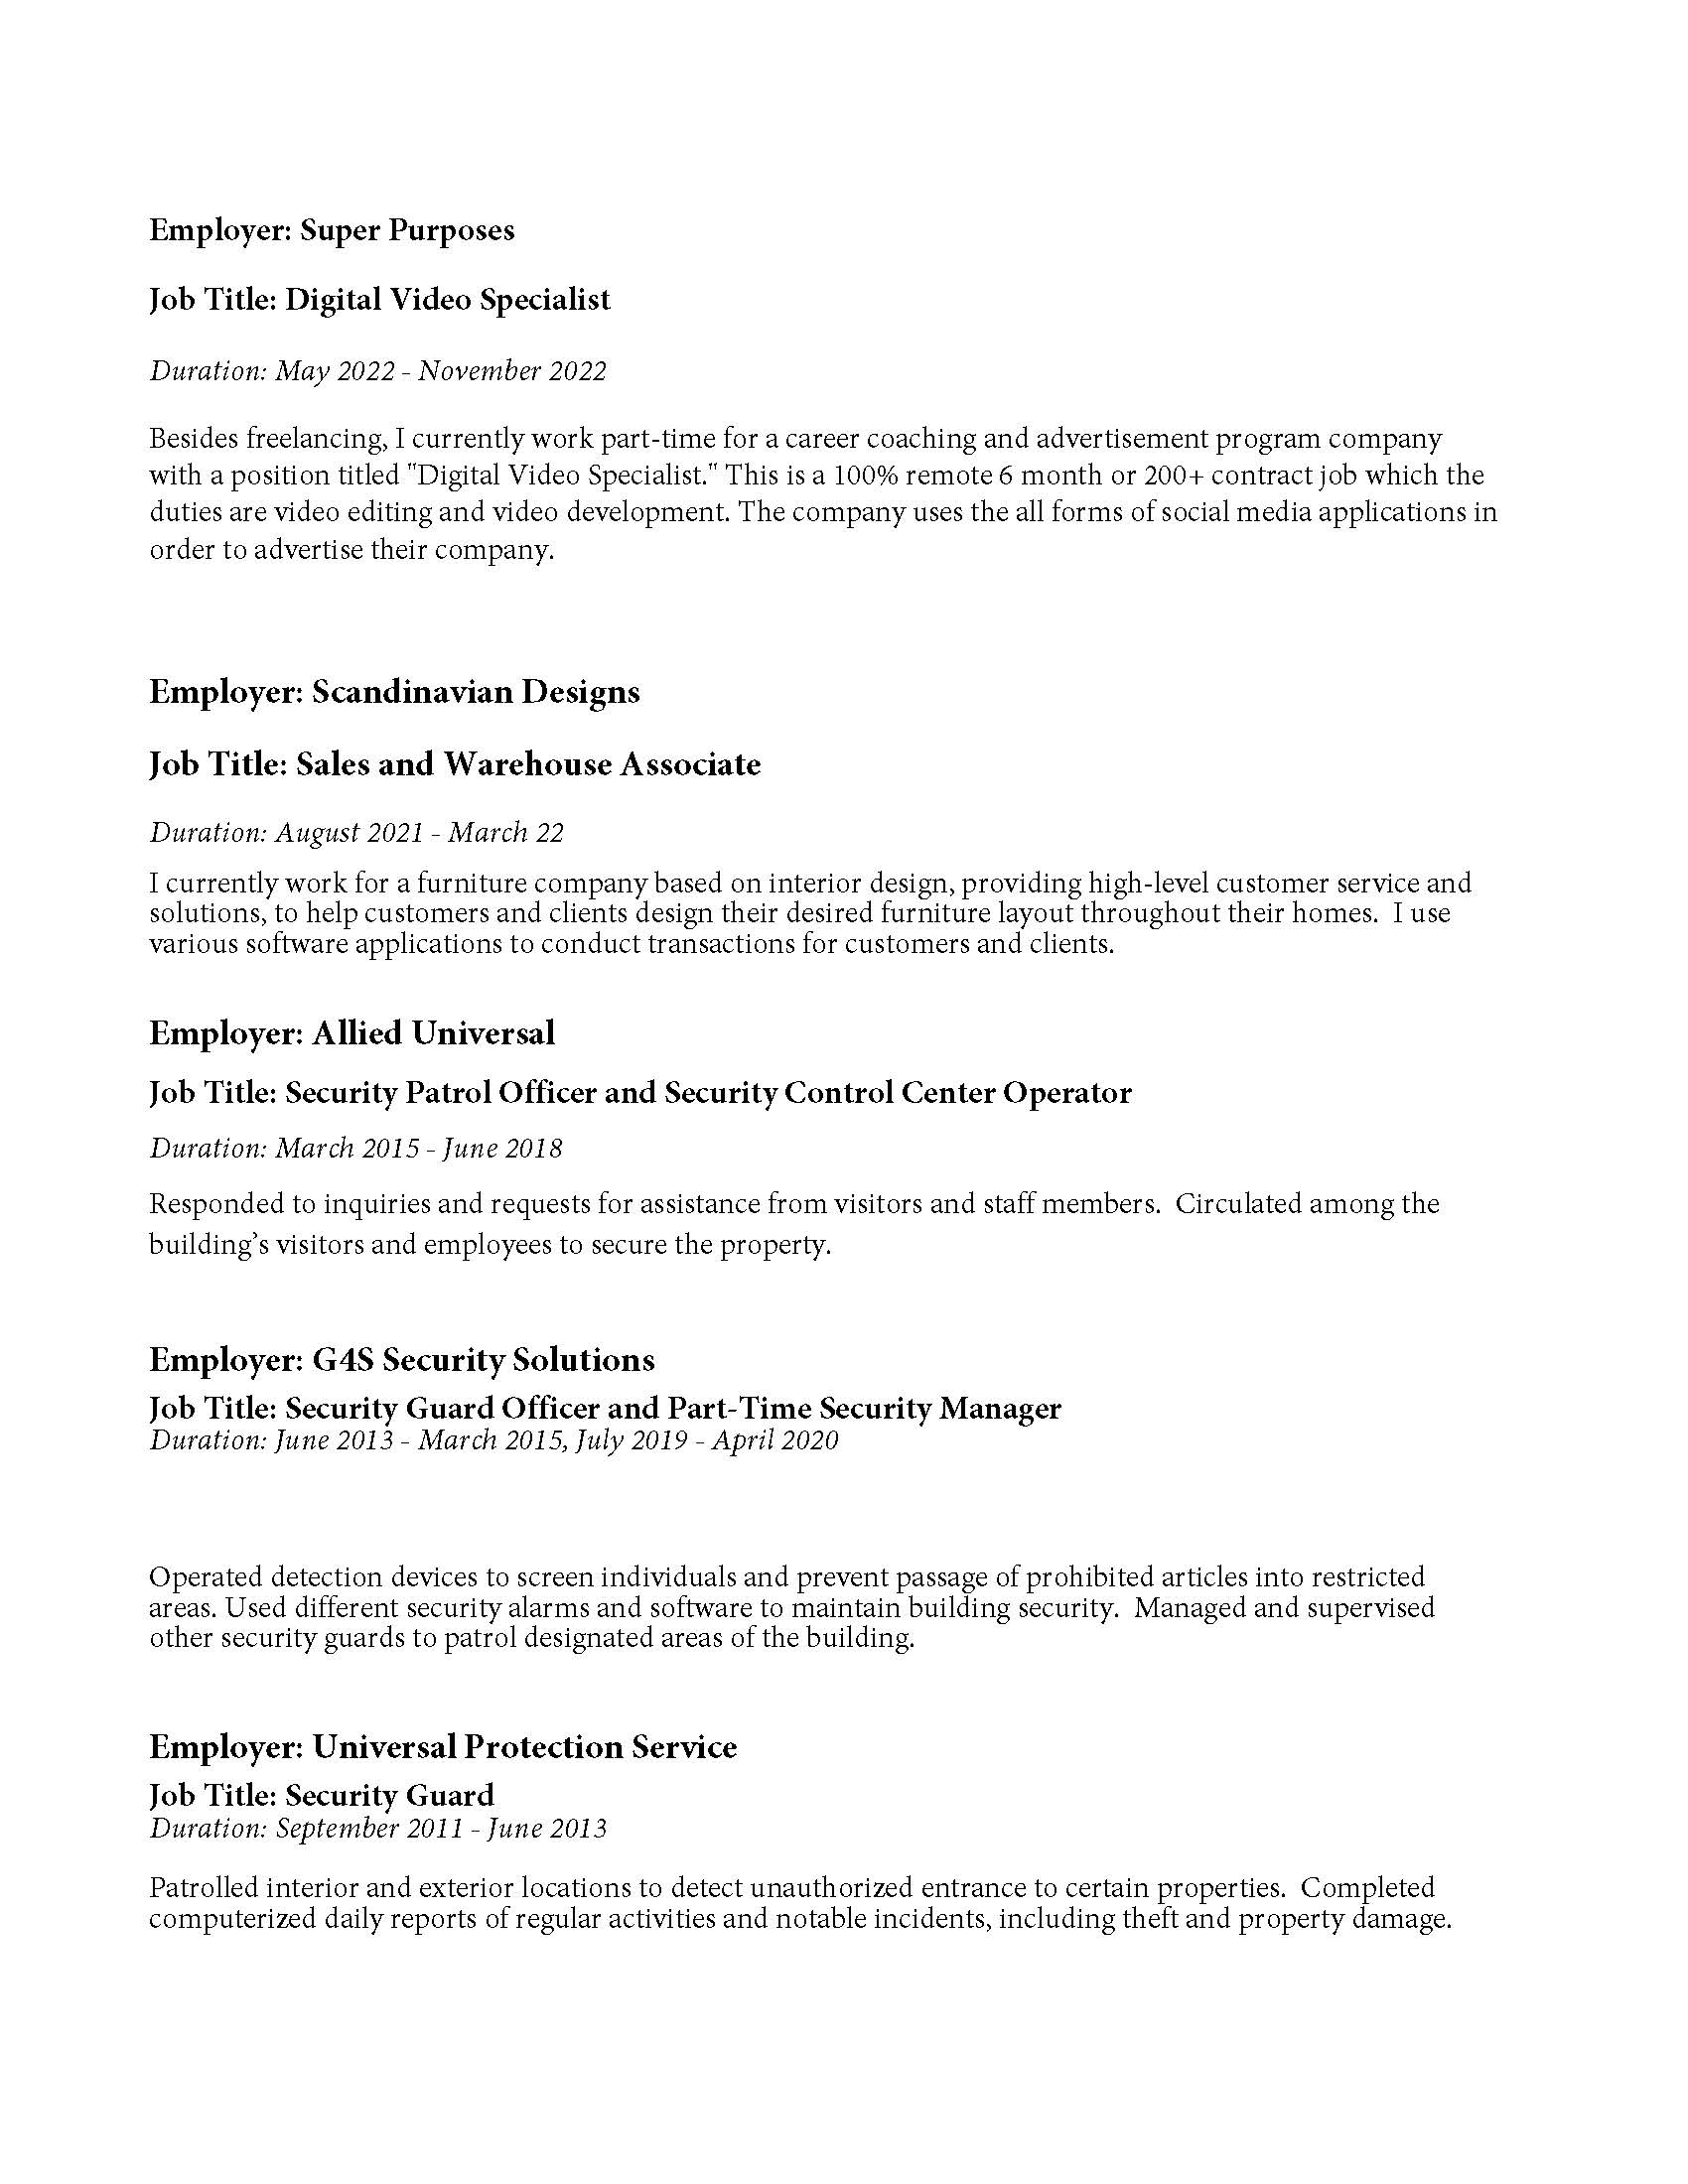 Employer: Super Purposes
Job Title: Digital Video Specialist
Duration: May 2022 - November 2022
Besides freelancing, I currently work part-time for a career coaching and advertisement program company
with a position titled "Digital Video Specialist." This is a 100% remote 6 month or 200+ contract job which the
duties are video editing and video development. The company uses the all forms of social media applications in
order to advertise their company.
Employer: Scandinavian Designs
Job Title: Sales and Warehouse Associate
Duration: August 2021 - March 22
I currently work for a furniture company based on interior design, providing high-level customer service and
solutions, to help customers and clients design their desired furniture layout throughout their homes.  I use
various software applications to conduct transactions for customers and clients.
Employer: Allied Universal
Job Title: Security Patrol Officer and Security Control Center Operator
Duration: March 2015 - June 2018
Responded to inquiries and requests for assistance from visitors and staff members.  Circulated among the
building’s visitors and employees to secure the property.
Employer: G4S Security Solutions
Job Title: Security Guard Officer and Part-Time Security Manager
Duration: June 2013 - March 2015, July 2019 - April 2020
Operated detection devices to screen individuals and prevent passage of prohibited articles into restricted
areas. Used different security alarms and software to maintain building security.  Managed and supervised
other security guards to patrol designated areas of the building.
Employer: Universal Protection Service
Job Title: Security Guard
Duration: September 2011 - June 2013
Patrolled interior and exterior locations to detect unauthorized entrance to certain properties.  Completed
computerized daily reports of regular activities and notable incidents, including theft and property damage.